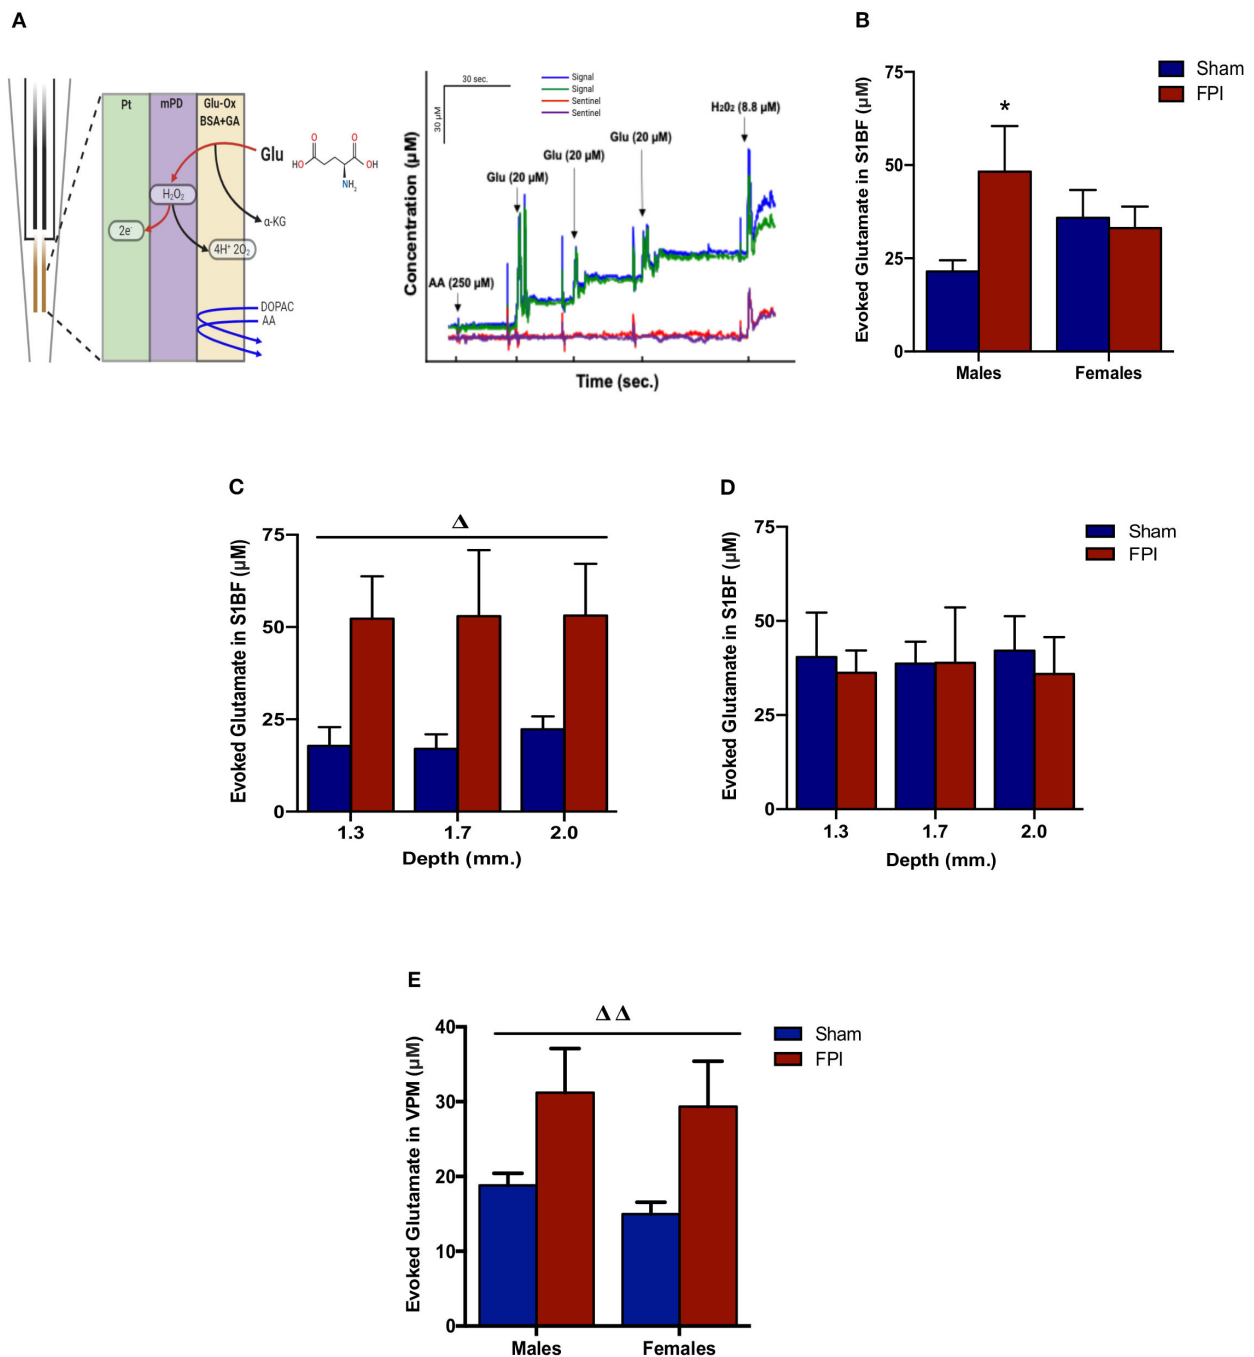 A
Pt
mPD
Glu-Ox
BSA+GA
Glu
O
O
HO
OH
NH₂
H₂O₂
α-KG
2e⁻
4H⁺ 2O₂
DOPAC
AA
30 sec.
30 µM
Signal
Signal
Sentinel
Sentinel
H₂O₂ (8.8 µM)
Glu (20 µM)
Glu (20 µM)
Glu (20 µM)
AA (250 µM)
Concentration (µM)
Time (sec.)
B
Sham
FPI
Evoked Glutamate in S1BF (µM)
75
50
25
0
*
Males
Females
C
Δ
Evoked Glutamate in S1BF (µM)
75
50
25
0
1.3
1.7
2.0
Depth (mm.)
D
Sham
FPI
Evoked Glutamate in S1BF (µM)
75
50
25
0
1.3
1.7
2.0
Depth (mm.)
E
Δ Δ
Sham
FPI
Evoked Glutamate in VPM (µM)
40
30
20
10
0
Males
Females